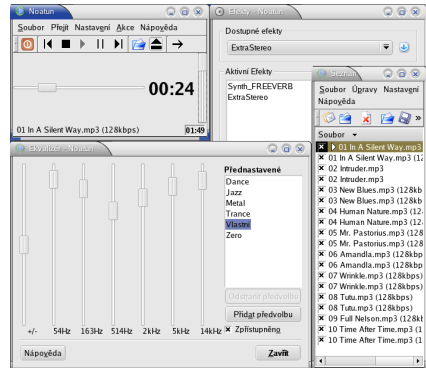 Noatun
Soubor Přejít Nastavení Akce Nápověda
00:24
01 In A Silent Way.mp3 (128kbps)
01:49
Efekty - Noatun
Dostupné efekty
ExtraStereo
Aktivní Efekty
Synth_FREEVERB
ExtraStereo
Seznam
Soubor Úpravy Nastavení
Nápověda
»
Soubor
01 In A Silent Way.mp3
01 In A Silent Way.mp3 (12
02 Intruder.mp3
02 Intruder.mp3
03 New Blues.mp3 (128kb
03 New Blues.mp3 (128kb
04 Human Nature.mp3 (12
04 Human Nature.mp3 (12
05 Mr. Pastorius.mp3 (128
05 Mr. Pastorius.mp3 (128
06 Amandla.mp3 (128kbp
06 Amandla.mp3 (128kbp
07 Wrinkle.mp3 (128kbps)
07 Wrinkle.mp3 (128kbps)
08 Tutu.mp3 (128kbps)
08 Tutu.mp3 (128kbps)
09 Full Nelson.mp3 (128kb
10 Time After Time.mp3 (1
10 Time After Time.mp3 (1
Ekvalizér - Noatun
Přednastavené
Dance
Jazz
Metal
Trance
Vlastní
Zero
Odstranit předvolbu
Přidat předvolbu
Zpřístupněno
+/- 54Hz 163Hz 514Hz 2kHz 5kHz 14kHz
Nápověda
Zavřít